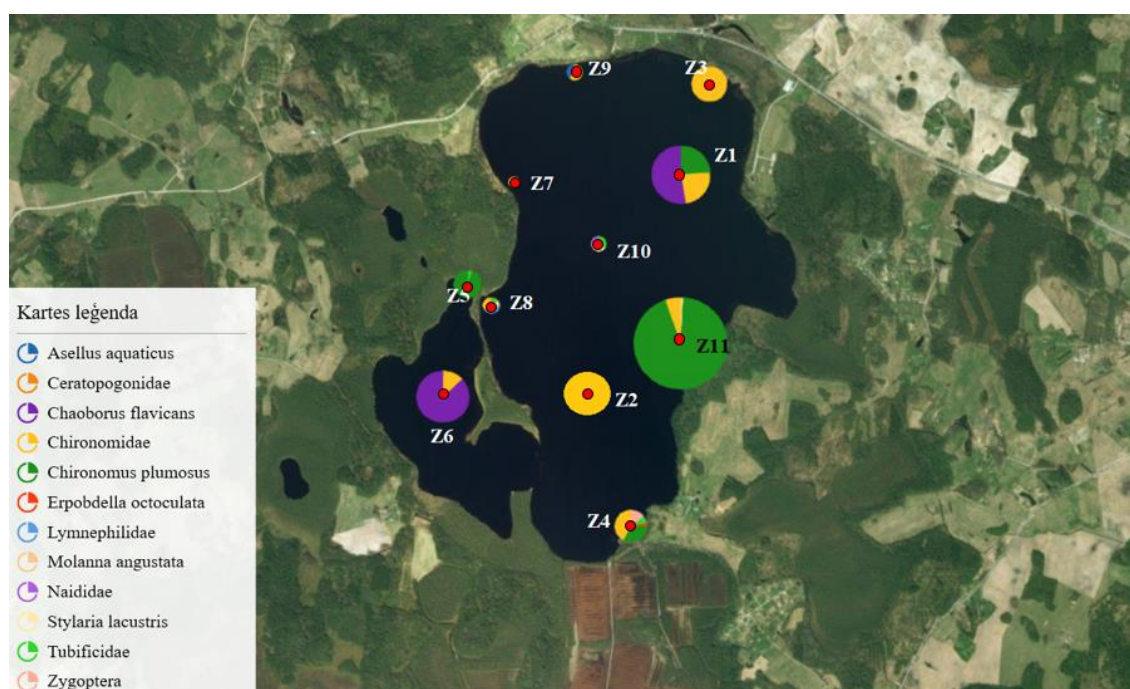 Z9
Z3
Z1
Z7
Z10
Z5
Z8
Z11
Z2
Z6
Z4
Kartes leģenda
Asellus aquaticus
Ceratopogonidae
Chaoborus flavicans
Chironomidae
Chironomus plumosus
Erpobdella octoculata
Lymnephilidae
Molanna angustata
Naididae
Stylaria lacustris
Tubificidae
Zygoptera